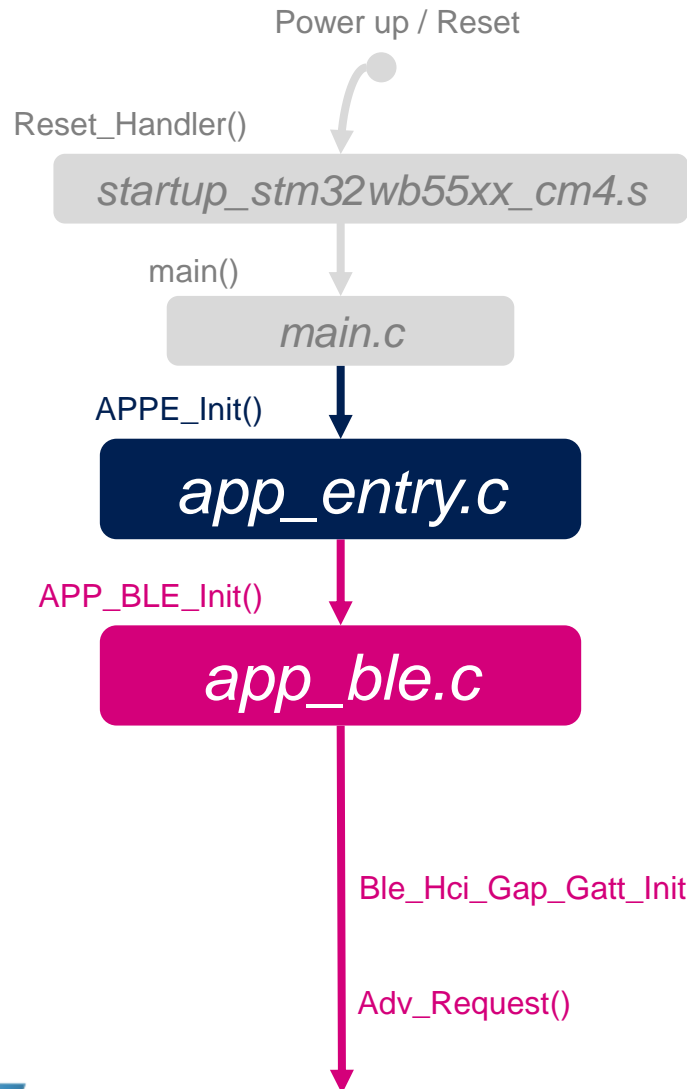 Power up / Reset
Reset_Handler()
startup_stm32wb55xx_cm4.s
main()
main.c
APPE_Init()
app_entry.c
APP_BLE_Init()
app_ble.c
Ble_Hci_Gap_Gatt_Init
Adv_Request()